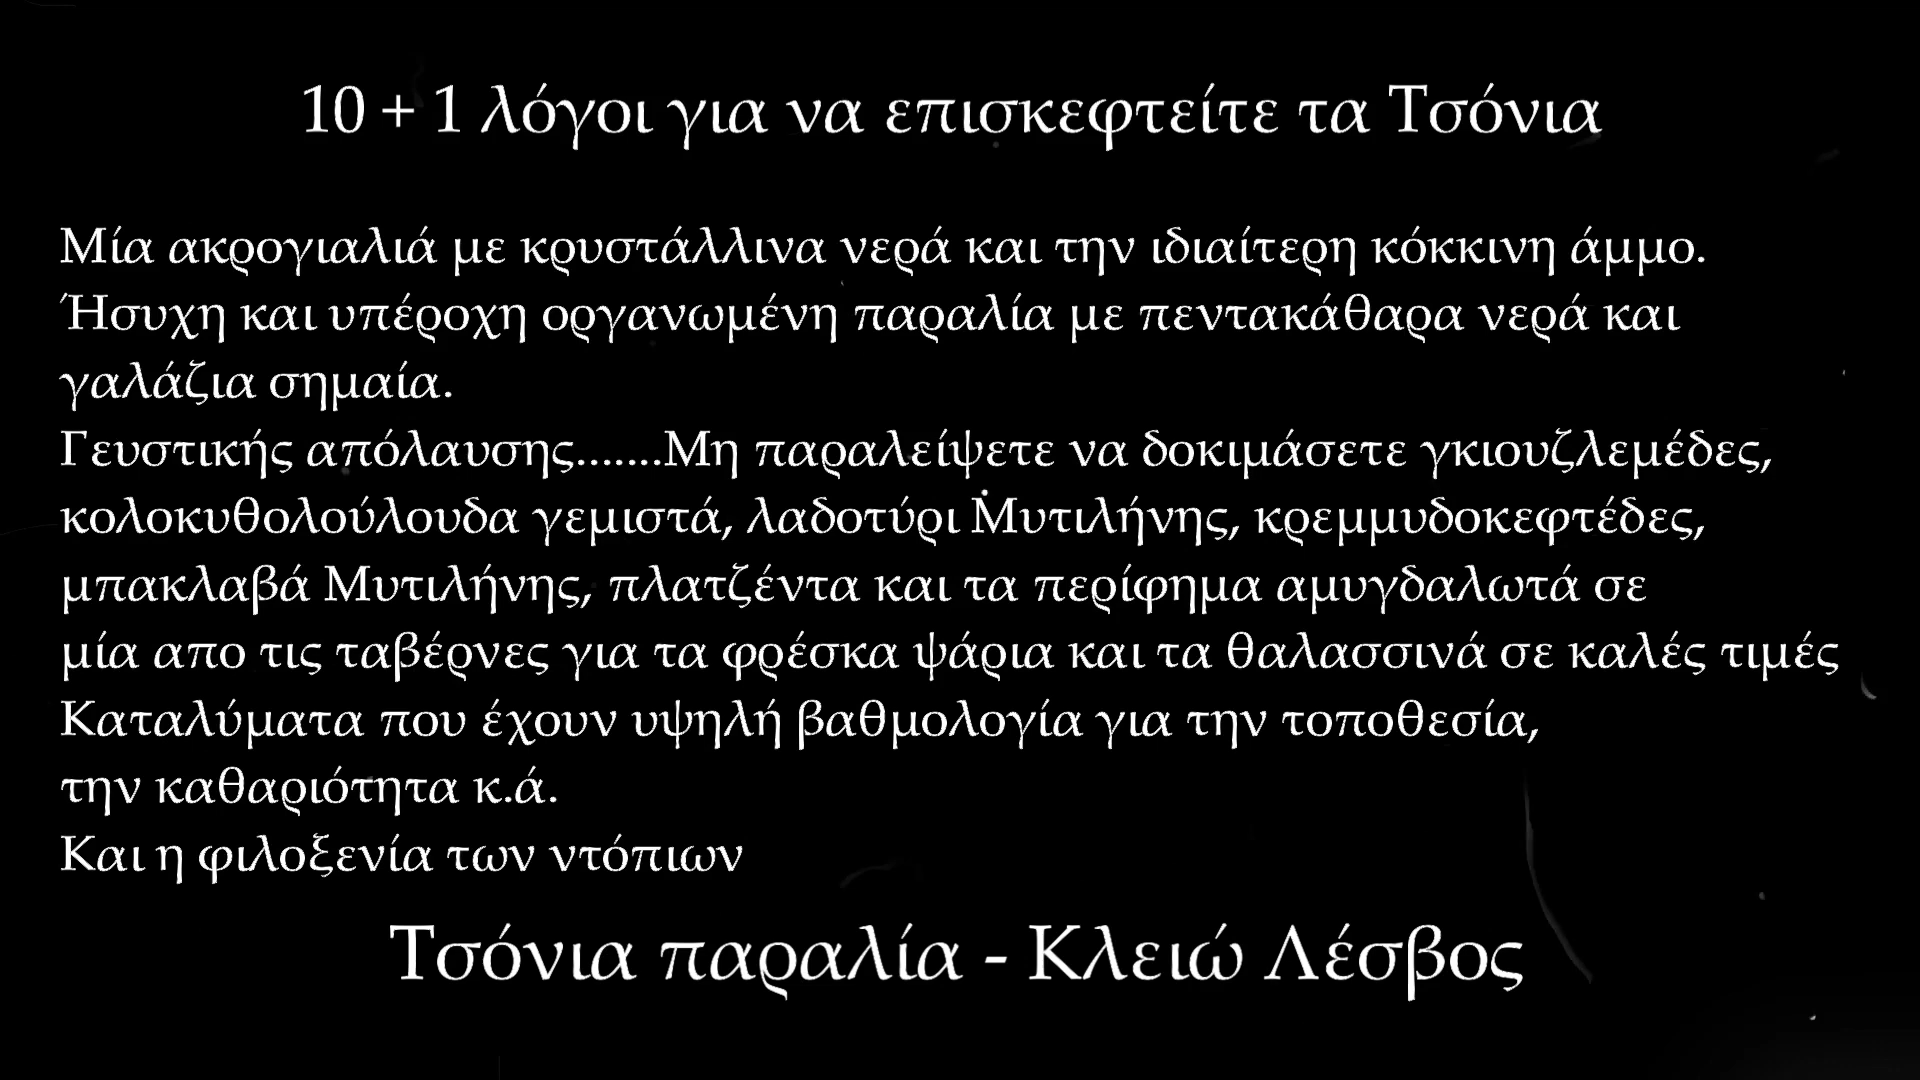 10 + 1 λόγοι για να επισκεφτείτε τα Τσόνια
Μία ακρογιαλιά με κρυστάλλινα νερά και την ιδιαίτερη κόκκινη άμμο.
Ήσυχη και υπέροχη οργανωμένη παραλία με πεντακάθαρα νερά και
γαλάζια σημαία.
Γευστικής απόλαυσης.......Μη παραλείψετε να δοκιμάσετε γκιουζλεμέδες,
κολοκυθολούλουδα γεμιστά, λαδοτύρι Μυτιλήνης, κρεμμυδοκεφτέδες,
μπακλαβά Μυτιλήνης, πλατζέντα και τα περίφημα αμυγδαλωτά σε
μία απο τις ταβέρνες για τα φρέσκα ψάρια και τα θαλασσινά σε καλές τιμές
Καταλύματα που έχουν υψηλή βαθμολογία για την τοποθεσία,
την καθαριότητα κ.ά.
Και η φιλοξενία των ντόπιων
Τσόνια παραλία - Κλειώ Λέσβος